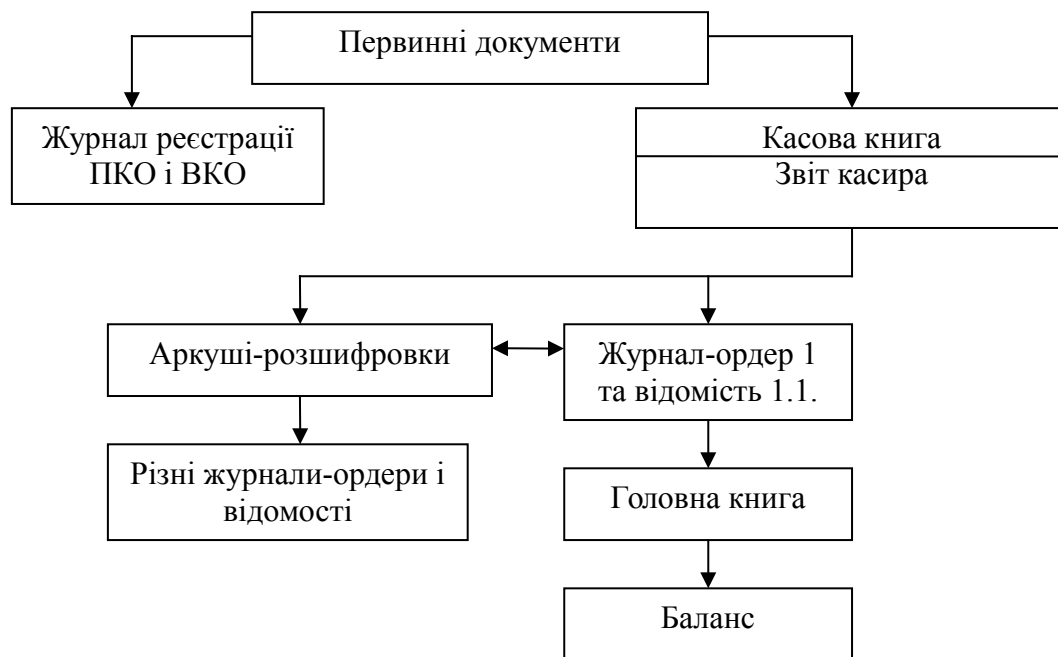 Первинні документи
Журнал реєстрації
ПКО і ВКО
Касова книга
Звіт касира
Аркуші-розшифровки
Журнал-ордер 1
та відомість 1.1.
Різні журнали-ордери і
відомості
Головна книга
Баланс